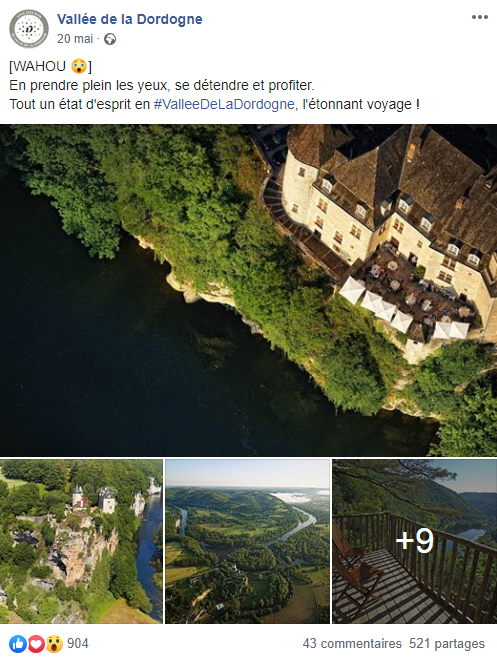 Vallée de la Dordogne
20 mai ·
[WAHOU 😵]
En prendre plein les yeux, se détendre et profiter.
Tout un état d'esprit en #ValleeDeLaDordogne, l'étonnant voyage !
+9
904 43 commentaires 521 partages